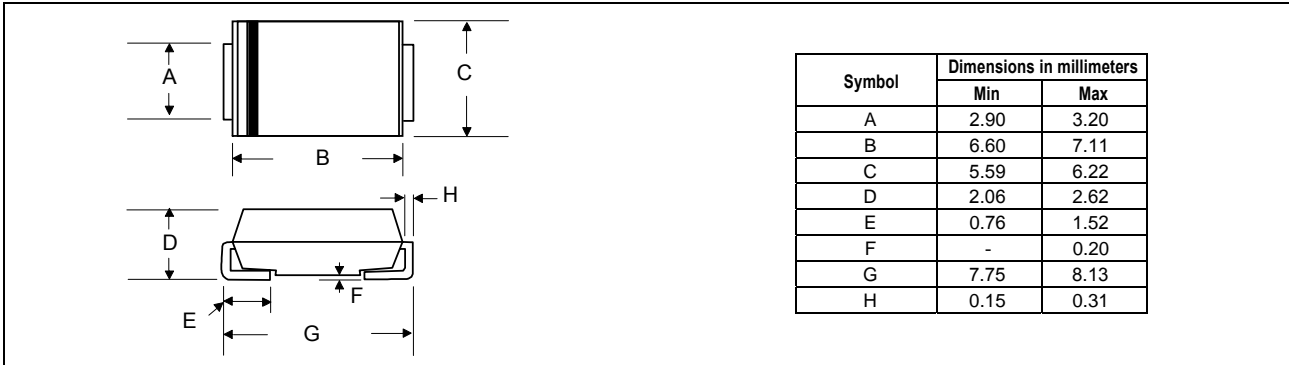 A
C
B
H
D
F
E
G
Symbol Dimensions in millimeters
Min Max
A 2.90 3.20
B 6.60 7.11
C 5.59 6.22
D 2.06 2.62
E 0.76 1.52
F - 0.20
G 7.75 8.13
H 0.15 0.31